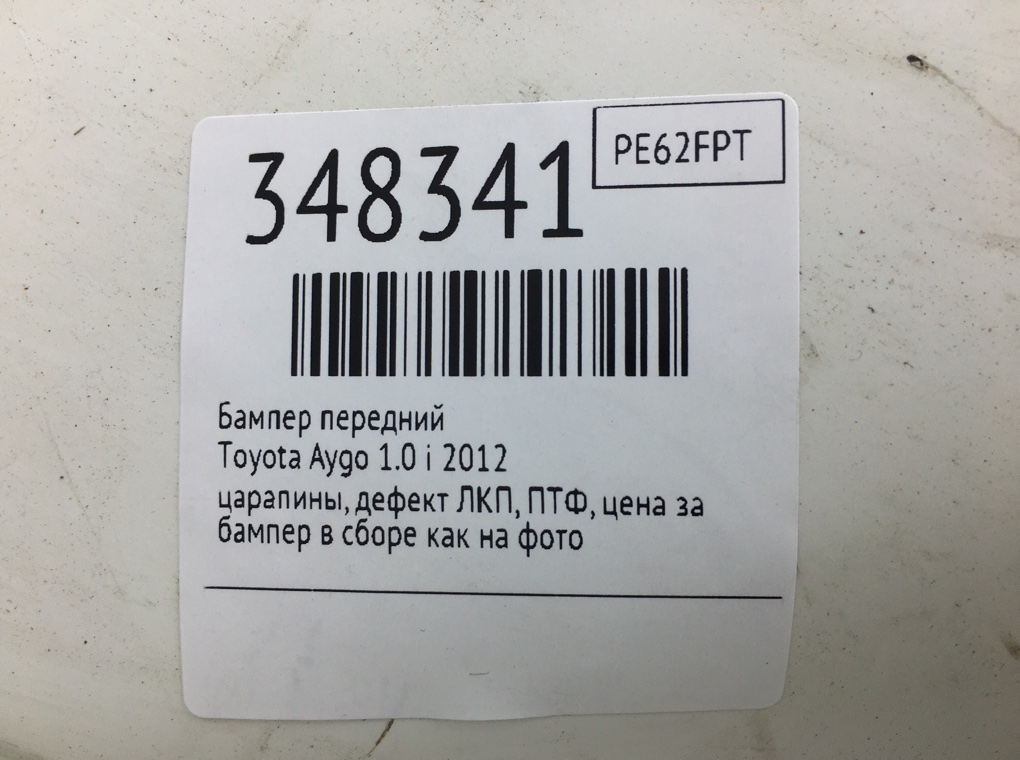 348341
PE62FPT
Бампер передний
Toyota Aygo 1.0 i 2012
царапины, дефект ЛКП, ПТФ, цена за
бампер в сборе как на фото